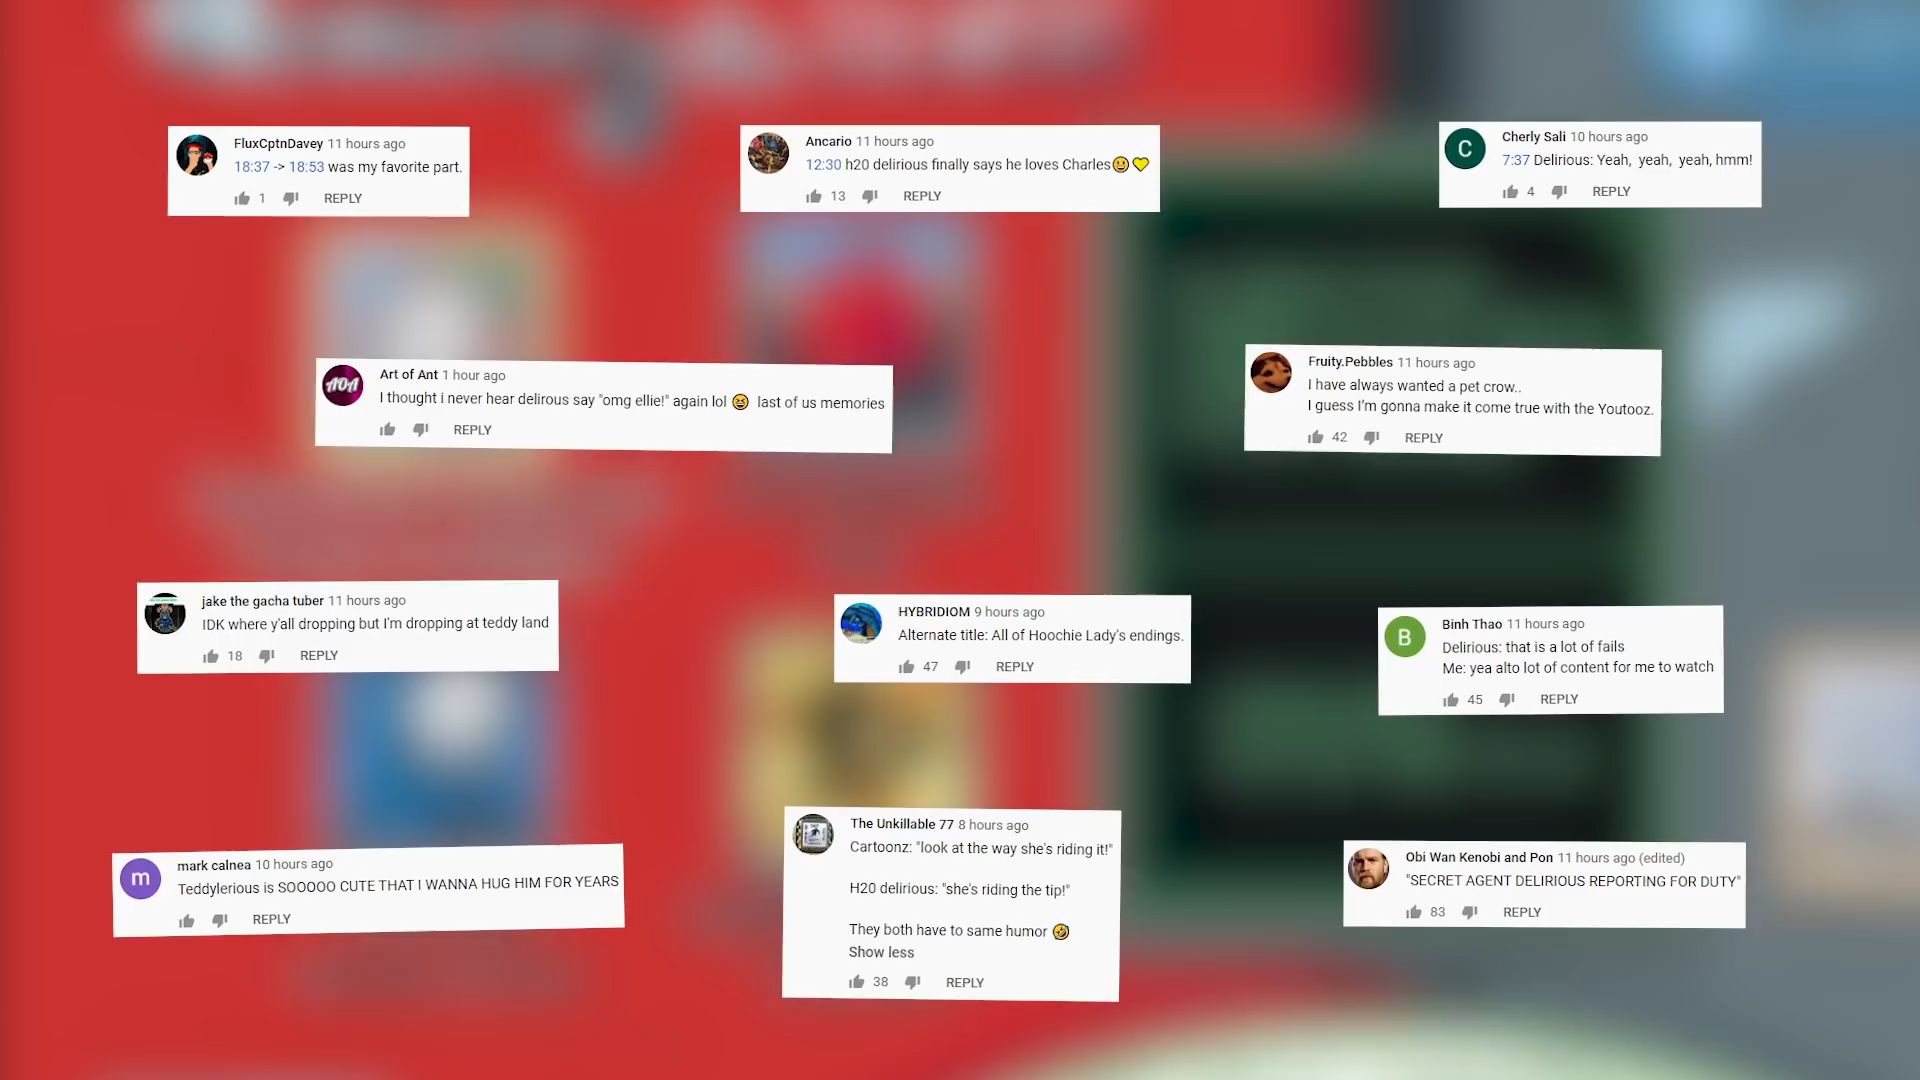 FluxCptnDavey 11 hours ago
18:37 -> 18:53 was my favorite part.
1 REPLY
Ancario 11 hours ago
12:30 h20 delirious finally says he loves Charles😀💛
13 REPLY
C
Cherly Sali 10 hours ago
7:37 Delirious: Yeah, yeah, yeah, hmm!
4 REPLY
AOA
Art of Ant 1 hour ago
I thought i never hear delirous say "omg ellie!" again lol 😆 last of us memories
REPLY
Fruity.Pebbles 11 hours ago
I have always wanted a pet crow..
I guess I'm gonna make it come true with the Youtooz.
42 REPLY
jake the gacha tuber 11 hours ago
IDK where y'all dropping but I'm dropping at teddy land
18 REPLY
HYBRIDIOM 9 hours ago
Alternate title: All of Hoochie Lady's endings.
47 REPLY
B
Binh Thao 11 hours ago
Delirious: that is a lot of fails
Me: yea alto lot of content for me to watch
45 REPLY
m
mark calnea 10 hours ago
Teddylerious is SOOOOO CUTE THAT I WANNA HUG HIM FOR YEARS
REPLY
The Unkillable 77 8 hours ago
Cartoonz: "look at the way she's riding it!"
H20 delirious: "she's riding the tip!"
They both have to same humor 🤣
Show less
38 REPLY
Obi Wan Kenobi and Pon 11 hours ago (edited)
"SECRET AGENT DELIRIOUS REPORTING FOR DUTY"
83 REPLY